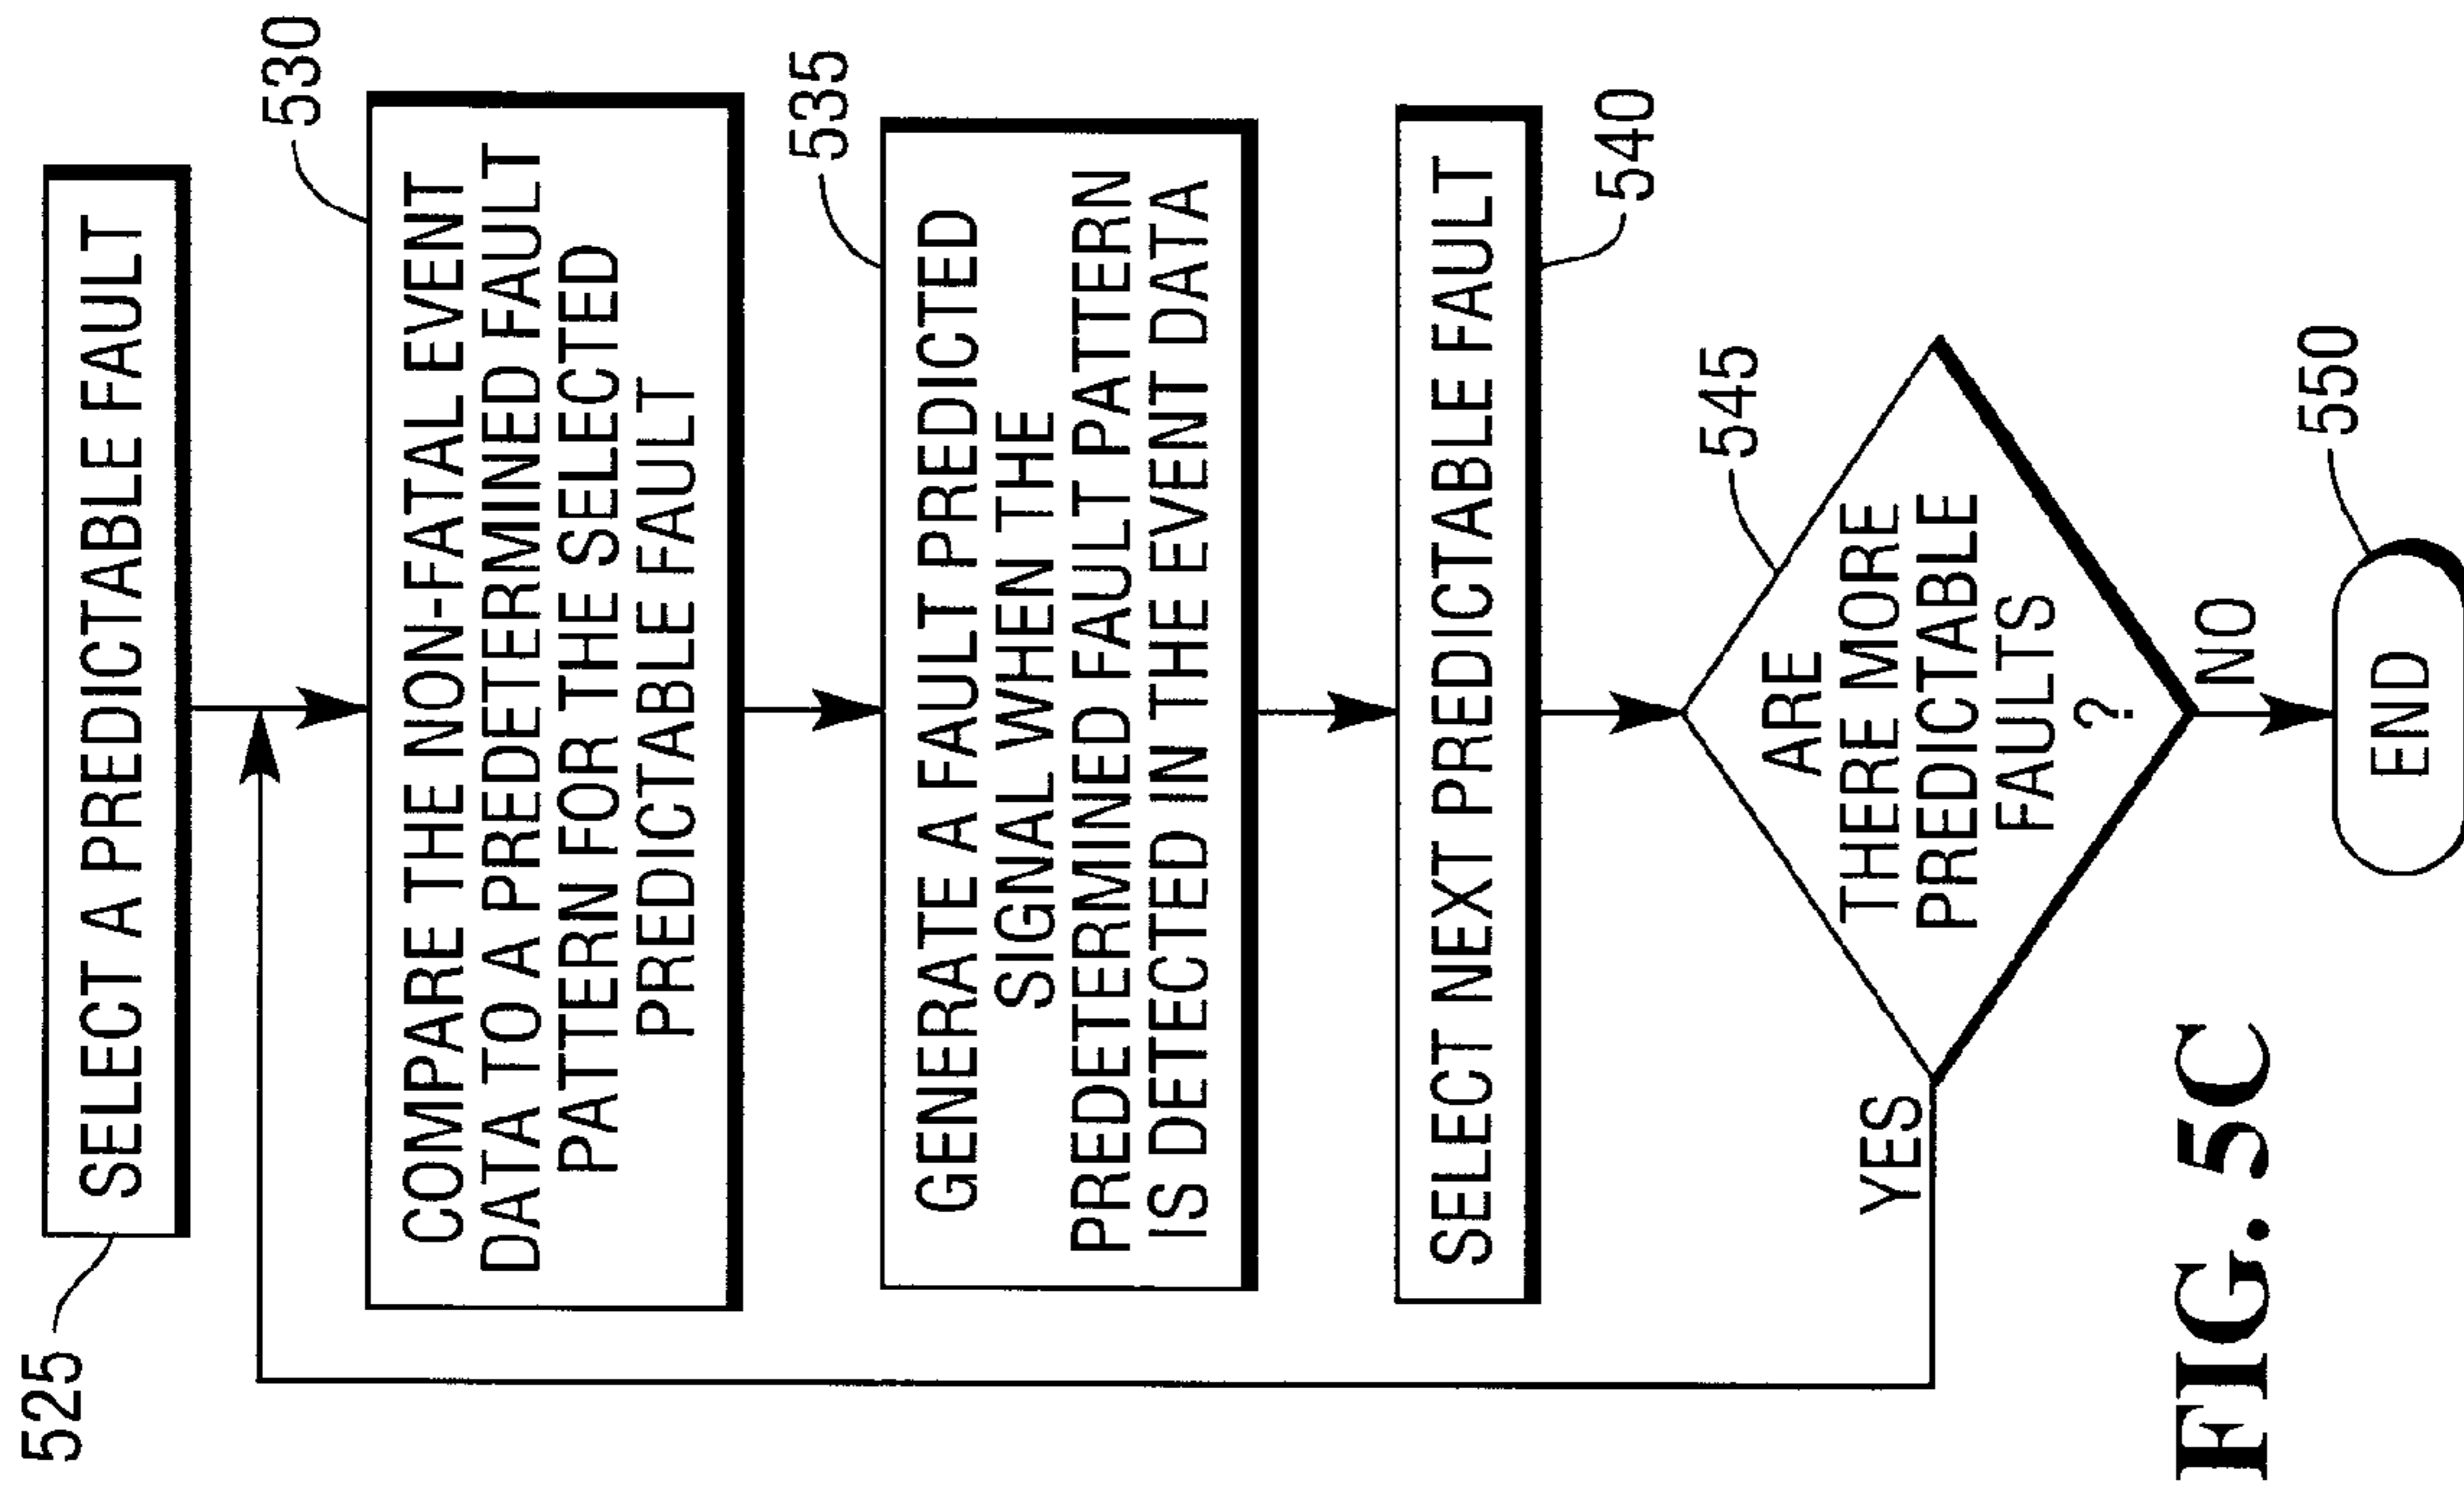 525
SELECT A PREDICTABLE FAULT
530
COMPARE THE NON-FATAL EVENT
DATA TO A PREDETERMINED FAULT
PATTERN FOR THE SELECTED
PREDICTABLE FAULT
535
GENERATE A FAULT PREDICTED
SIGNAL WHEN THE
PREDETERMINED FAULT PATTERN
IS DETECTED IN THE EVENT DATA
540
SELECT NEXT PREDICTABLE FAULT
545
ARE
THERE MORE
PREDICTABLE
FAULTS
?
YES
NO
550
END
FIG. 5C